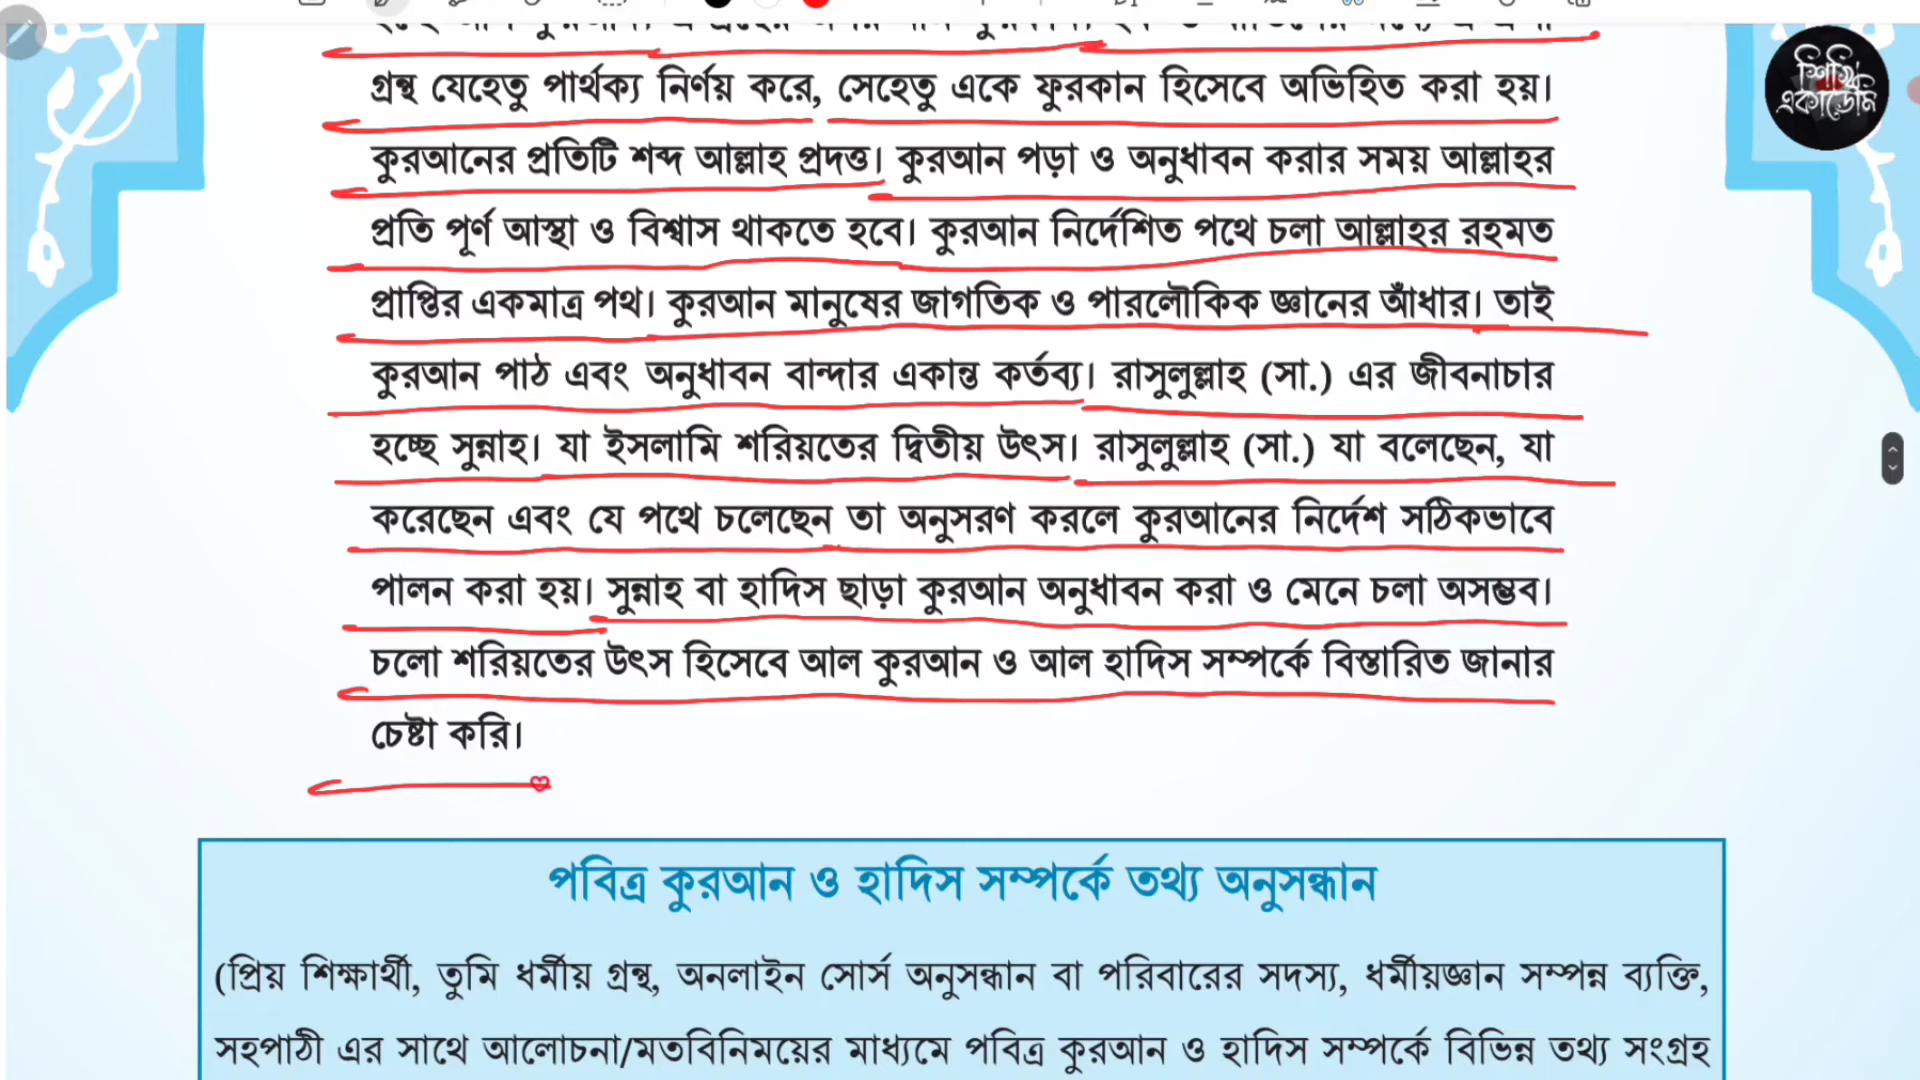 গ্রন্থ যেহেতু পার্থক্য নির্ণয় করে, সেহেতু একে ফুরকান হিসেবে অভিহিত করা হয়।
কুরআনের প্রতিটি শব্দ আল্লাহ প্রদত্ত। কুরআন পড়া ও অনুধাবন করার সময় আল্লাহর
প্রতি পূর্ণ আস্থা ও বিশ্বাস থাকতে হবে। কুরআন নির্দেশিত পথে চলা আল্লাহর রহমত
প্রাপ্তির একমাত্র পথ। কুরআন মানুষের জাগতিক ও পারলৌকিক জ্ঞানের আঁধার। তাই
কুরআন পাঠ এবং অনুধাবন বান্দার একান্ত কর্তব্য। রাসুলুল্লাহ (সা.) এর জীবনাচার
হচ্ছে সুন্নাহ। যা ইসলামি শরিয়তের দ্বিতীয় উৎস। রাসুলুল্লাহ (সা.) যা বলেছেন, যা
করেছেন এবং যে পথে চলেছেন তা অনুসরণ করলে কুরআনের নির্দেশ সঠিকভাবে
পালন করা হয়। সুন্নাহ বা হাদিস ছাড়া কুরআন অনুধাবন করা ও মেনে চলা অসম্ভব।
চলো শরিয়তের উৎস হিসেবে আল কুরআন ও আল হাদিস সম্পর্কে বিস্তারিত জানার
চেষ্টা করি।
পবিত্র কুরআন ও হাদিস সম্পর্কে তথ্য অনুসন্ধান
(প্রিয় শিক্ষার্থী, তুমি ধর্মীয় গ্রন্থ, অনলাইন সোর্স অনুসন্ধান বা পরিবারের সদস্য, ধর্মীয়জ্ঞান সম্পন্ন ব্যক্তি,
সহপাঠী এর সাথে আলোচনা/মতবিনিময়ের মাধ্যমে পবিত্র কুরআন ও হাদিস সম্পর্কে বিভিন্ন তথ্য সংগ্রহ
শিখি
একাডেমি